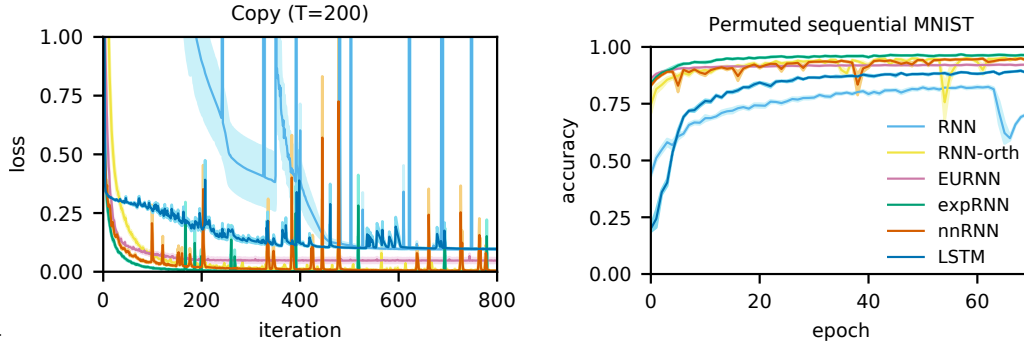 Copy (T=200)
1.00
0.75
0.50
0.25
0.00
loss
0 200 400 600 800
iteration
Permuted sequential MNIST
1.00
0.75
0.50
0.25
0.00
accuracy
0 20 40 60
epoch
RNN
RNN-orth
EURNN
expRNN
nnRNN
LSTM